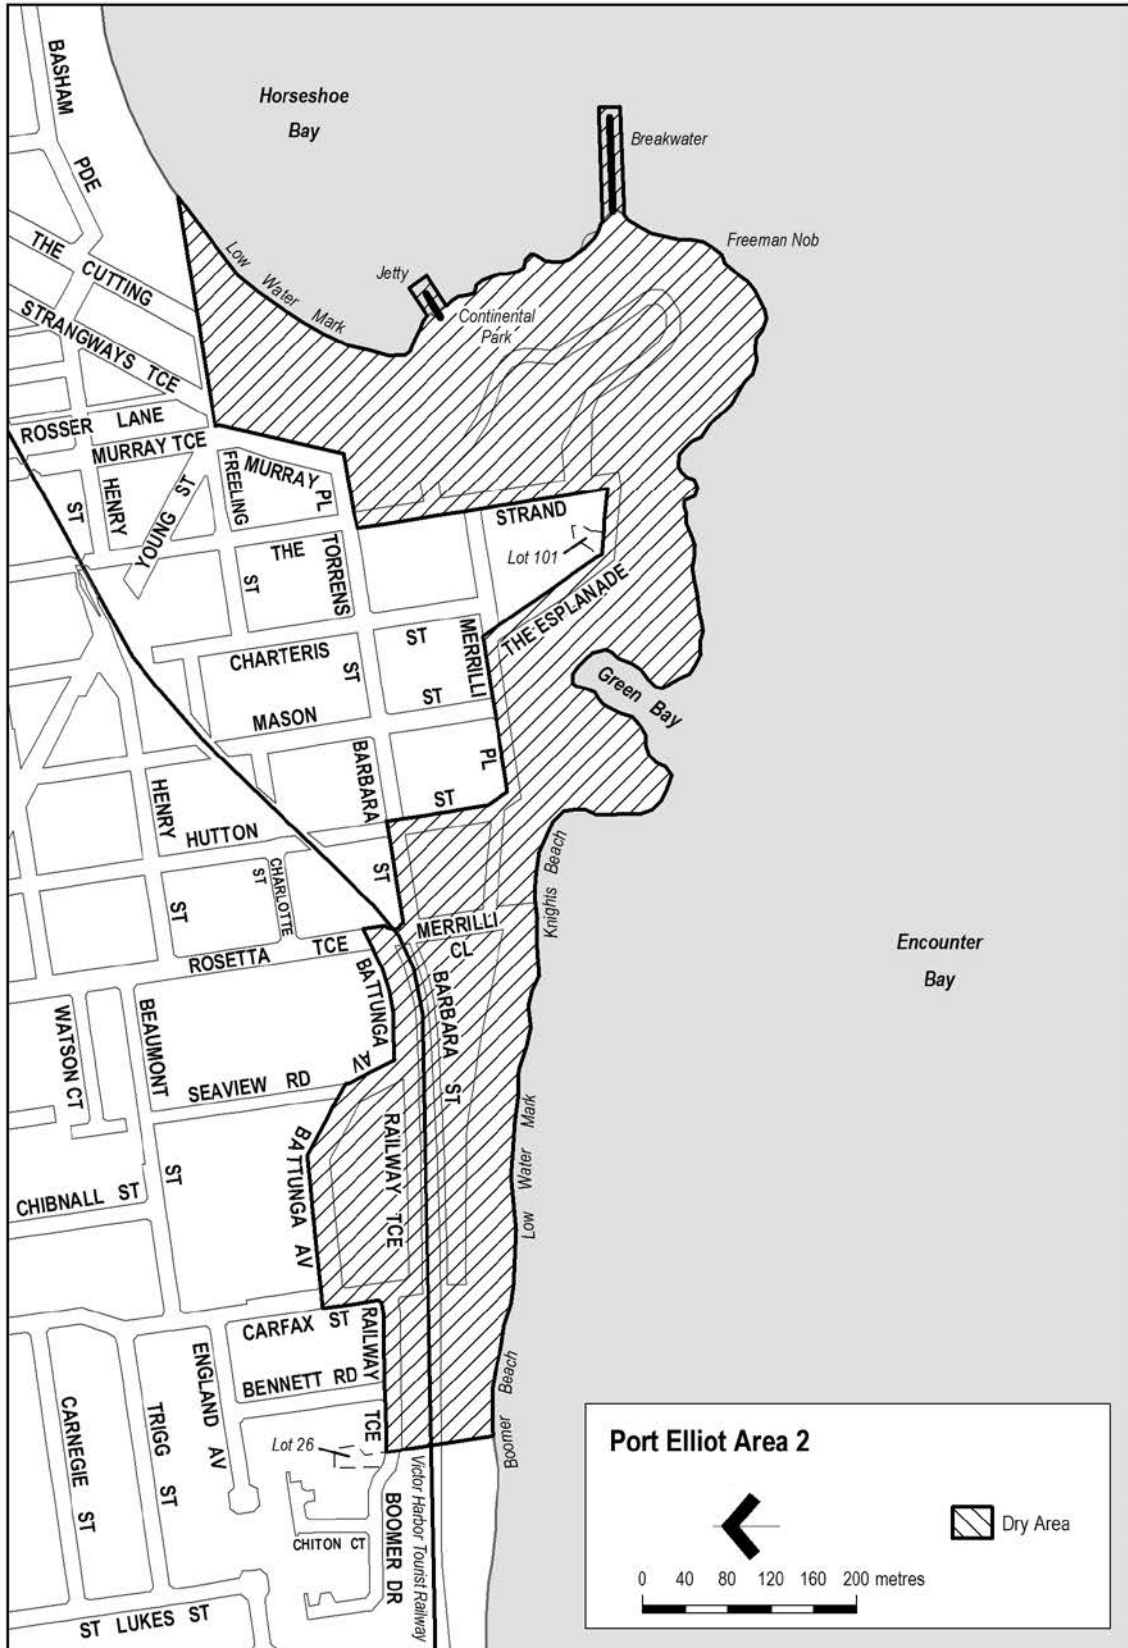 BASHAM
PDE
Horseshoe
Bay
Breakwater
Freeman Nob
THE CUTTING
STRANGWAYS TCE
Low Water Mark
Jetty
Continental
Park
ROSSER LANE
MURRAY TCE
HENRY
ST
YOUNG ST
FREELING
ST
MURRAY PL
THE
STRAND
TORRENS
ST
Lot 101
THE ESPLANADE
CHARTERIS
ST
MERRILLI
PL
MASON
ST
Green Bay
BARBARA
ST
HENRY
ST
HUTTON
ST
CHARLOTTE
ST
Knights Beach
MERRILLI
CL
ROSETTA TCE
Encounter
Bay
BATTUNGA
AV
BARBARA ST
WATSON CT
BEAUMONT
ST
SEAVIEW RD
Low Water Mark
RAILWAY TCE
BATTUNGA AV
CHIBNALL ST
CARFAX ST
RAILWAY
TCE
ENGLAND AV
BENNETT RD
Boomer Beach
CARNEGIE ST
TRIGG ST
Lot 26
BOOMER DR
Victor Harbor Tourist Railway
CHITON CT
ST LUKES ST
Port Elliot Area 2
Dry Area
0 40 80 120 160 200 metres